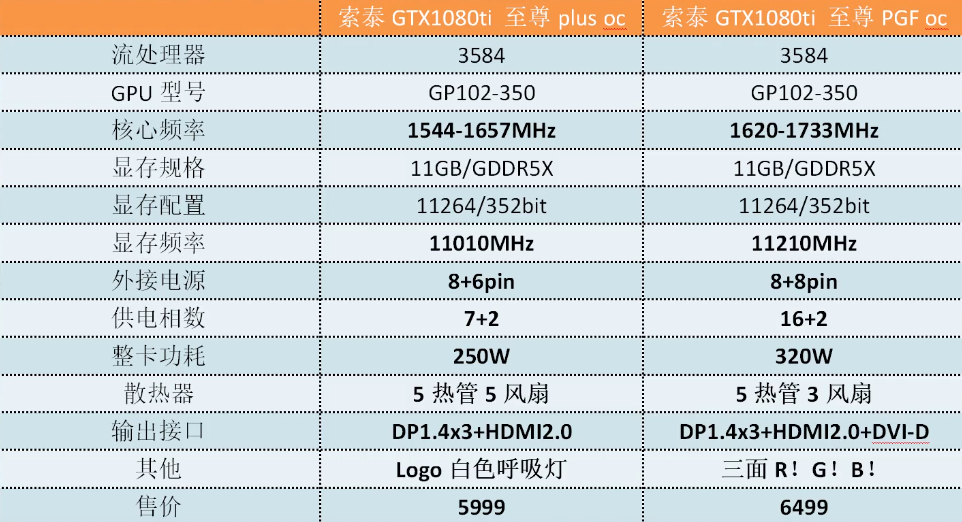 索泰 GTX1080ti 至尊 plus oc 索泰 GTX1080ti 至尊 PGF oc
流处理器 3584 3584
GPU 型号 GP102-350 GP102-350
核心频率 1544-1657MHz 1620-1733MHz
显存规格 11GB/GDDR5X 11GB/GDDR5X
显存配置 11264/352bit 11264/352bit
显存频率 11010MHz 11210MHz
外接电源 8+6pin 8+8pin
供电相数 7+2 16+2
整卡功耗 250W 320W
散热器 5 热管 5 风扇 5 热管 3 风扇
输出接口 DP1.4x3+HDMI2.0 DP1.4x3+HDMI2.0+DVI-D
其他 Logo 白色呼吸灯 三面 R！G！B！
售价 5999 6499